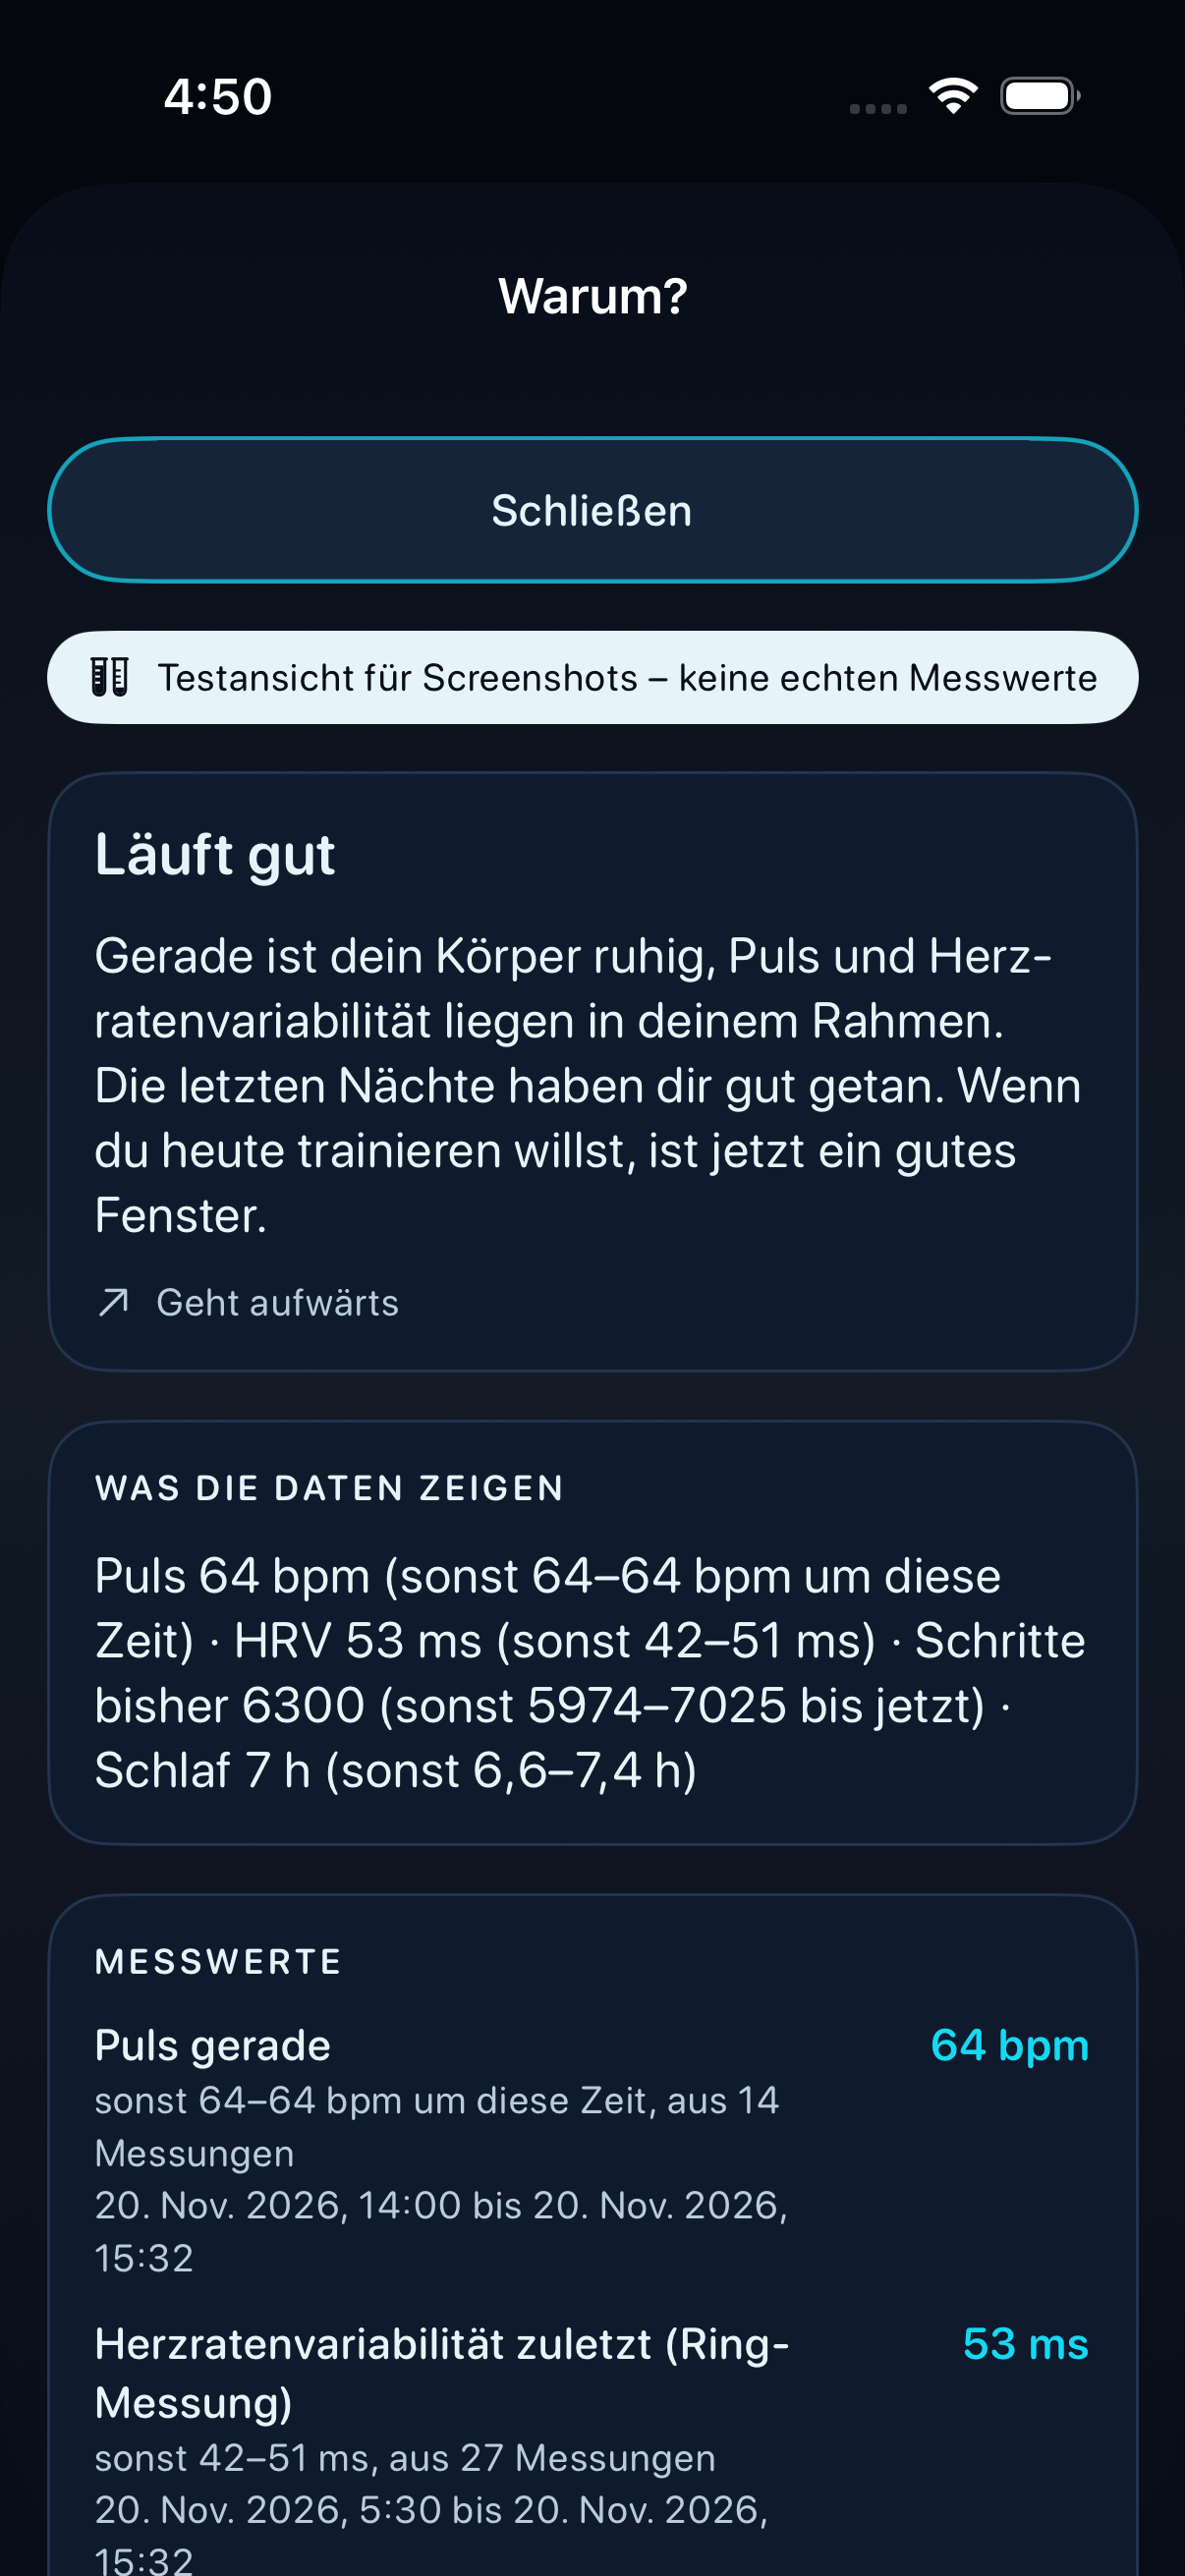 4:50
Warum?
Schließen
Testansicht für Screenshots – keine echten Messwerte
Läuft gut
Gerade ist dein Körper ruhig, Puls und Herz-
ratenvariabilität liegen in deinem Rahmen.
Die letzten Nächte haben dir gut getan. Wenn
du heute trainieren willst, ist jetzt ein gutes
Fenster.
Geht aufwärts
WAS DIE DATEN ZEIGEN
Puls 64 bpm (sonst 64–64 bpm um diese
Zeit) · HRV 53 ms (sonst 42–51 ms) · Schritte
bisher 6300 (sonst 5974–7025 bis jetzt) ·
Schlaf 7 h (sonst 6,6–7,4 h)
MESSWERTE
Puls gerade 64 bpm
sonst 64–64 bpm um diese Zeit, aus 14
Messungen
20. Nov. 2026, 14:00 bis 20. Nov. 2026,
15:32
Herzratenvariabilität zuletzt (Ring- 53 ms
Messung)
sonst 42–51 ms, aus 27 Messungen
20. Nov. 2026, 5:30 bis 20. Nov. 2026,
15:32